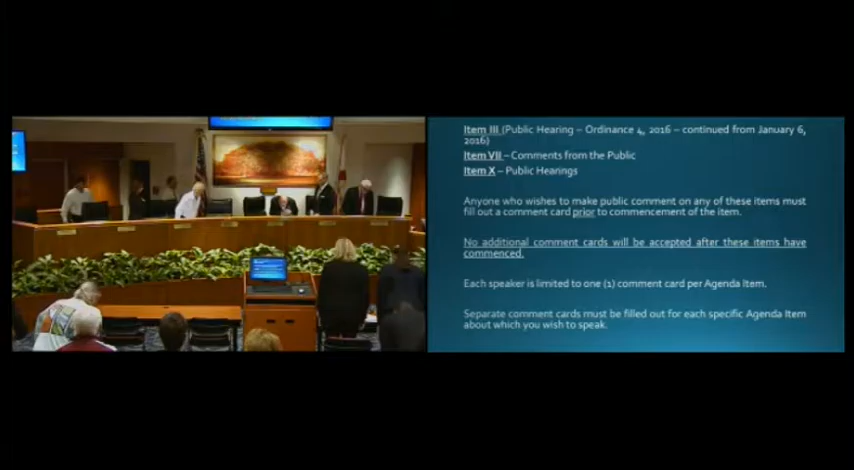 Item III (Public Hearing – Ordinance 4, 2016 – continued from January 6,
2016)
Item VII – Comments from the Public
Item X – Public Hearings
Anyone who wishes to make public comment on any of these items must
fill out a comment card prior to commencement of the item.
No additional comment cards will be accepted after these items have
commenced.
Each speaker is limited to one (1) comment card per Agenda Item.
Separate comment cards must be filled out for each specific Agenda Item
about which you wish to speak.